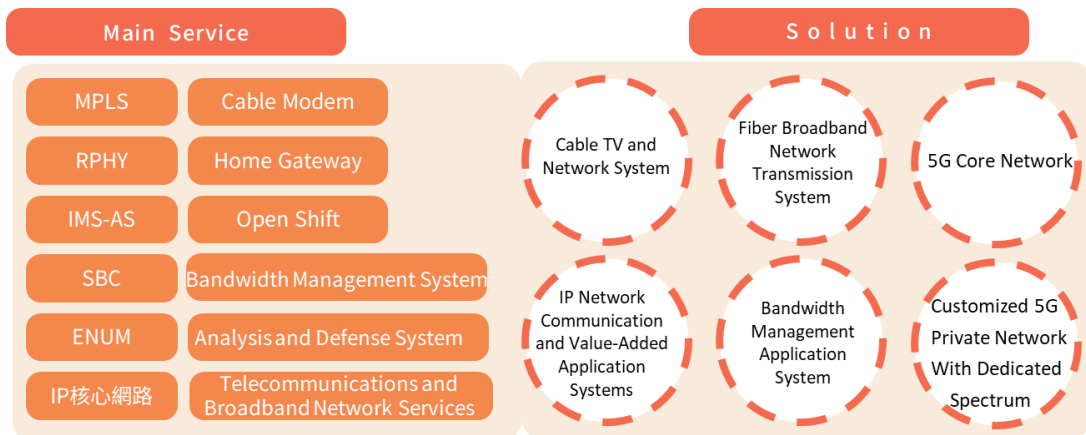 Main Service
Solution
MPLS
Cable Modem
RPHY
Home Gateway
IMS-AS
Open Shift
SBC
Bandwidth Management System
ENUM
Analysis and Defense System
IP核心網路
Telecommunications and
Broadband Network Services
Cable TV and
Network System
Fiber Broadband
Network
Transmission
System
5G Core Network
IP Network
Communication
and Value-Added
Application
Systems
Bandwidth
Management
Application
System
Customized 5G
Private Network
With Dedicated
Spectrum